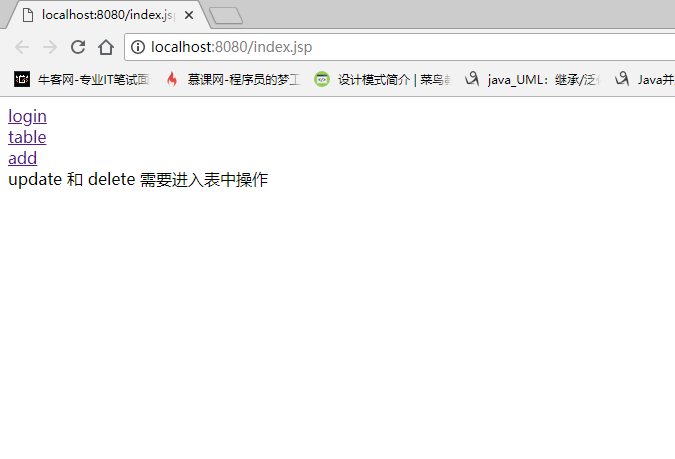 localhost:8080/index.jsp
localhost:8080/index.jsp
牛客网-专业IT笔试面 慕课网-程序员的梦工 设计模式简介 | 菜鸟 java_UML：继承/泛 Java并
login
table
add
update 和 delete 需要进入表中操作